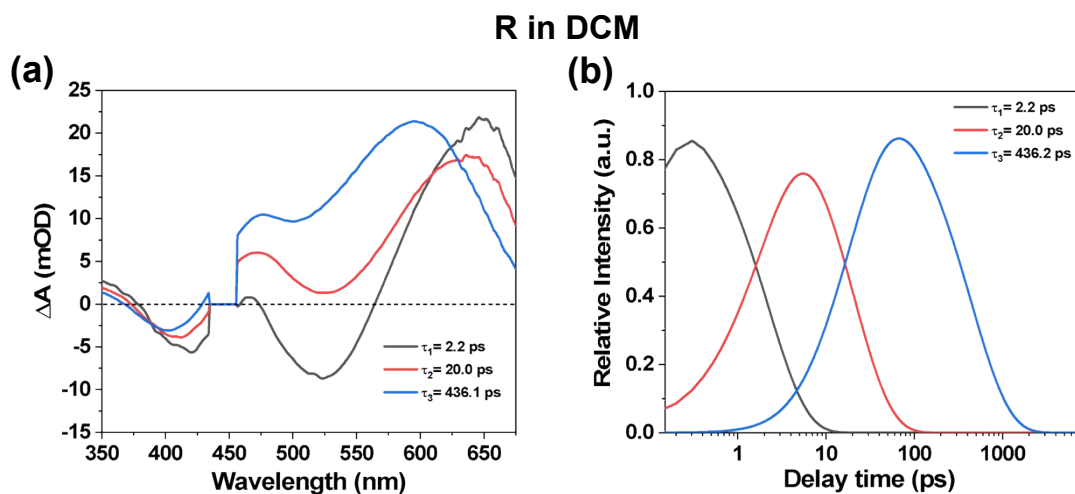 R in DCM
(a)
ΔA (mOD)
25
20
15
10
5
0
-5
-10
-15
τ1= 2.2 ps
τ2= 20.0 ps
τ3= 436.1 ps
350 400 450 500 550 600 650
Wavelength (nm)
(b)
Relative Intensity (a.u.)
1.0
0.8
0.6
0.4
0.2
0.0
τ1= 2.2 ps
τ2= 20.0 ps
τ3= 436.2 ps
1 10 100 1000
Delay time (ps)